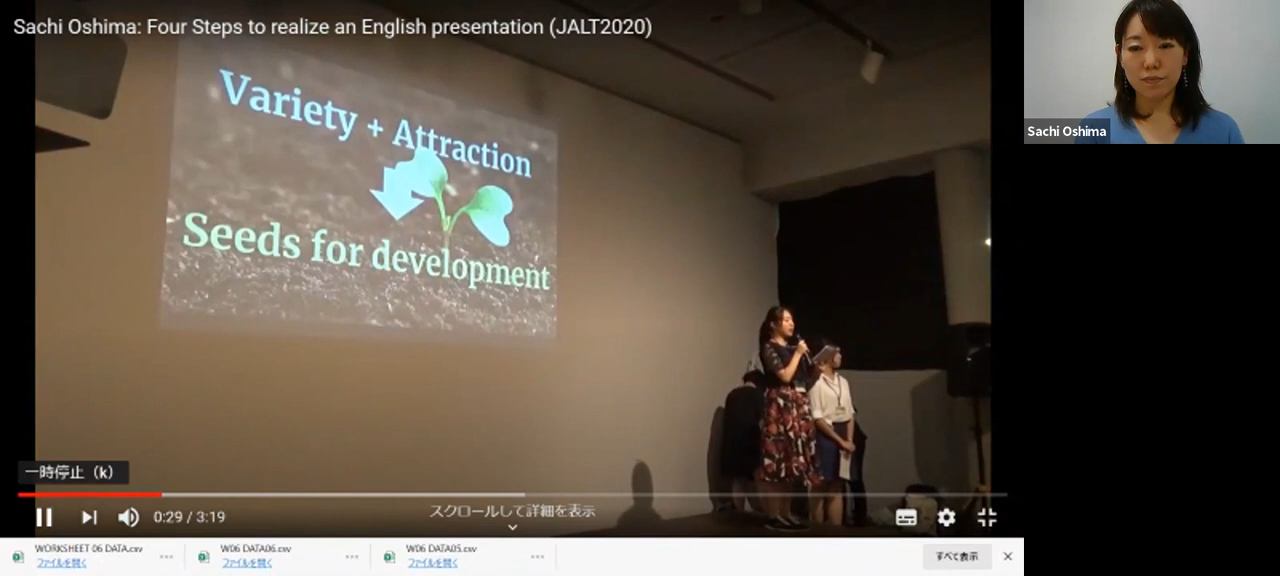 Sachi Oshima: Four Steps to realize an English presentation (JALT2020)
Variety + Attraction
Seeds for development
Sachi Oshima
一時停止（k）
0:29 / 3:19
スクロールして詳細を表示
WORKSHEET 06 DATA.csv
ファイルを開く
W06 DATA06.csv
ファイルを開く
W06 DATA05.csv
ファイルを開く
すべて表示